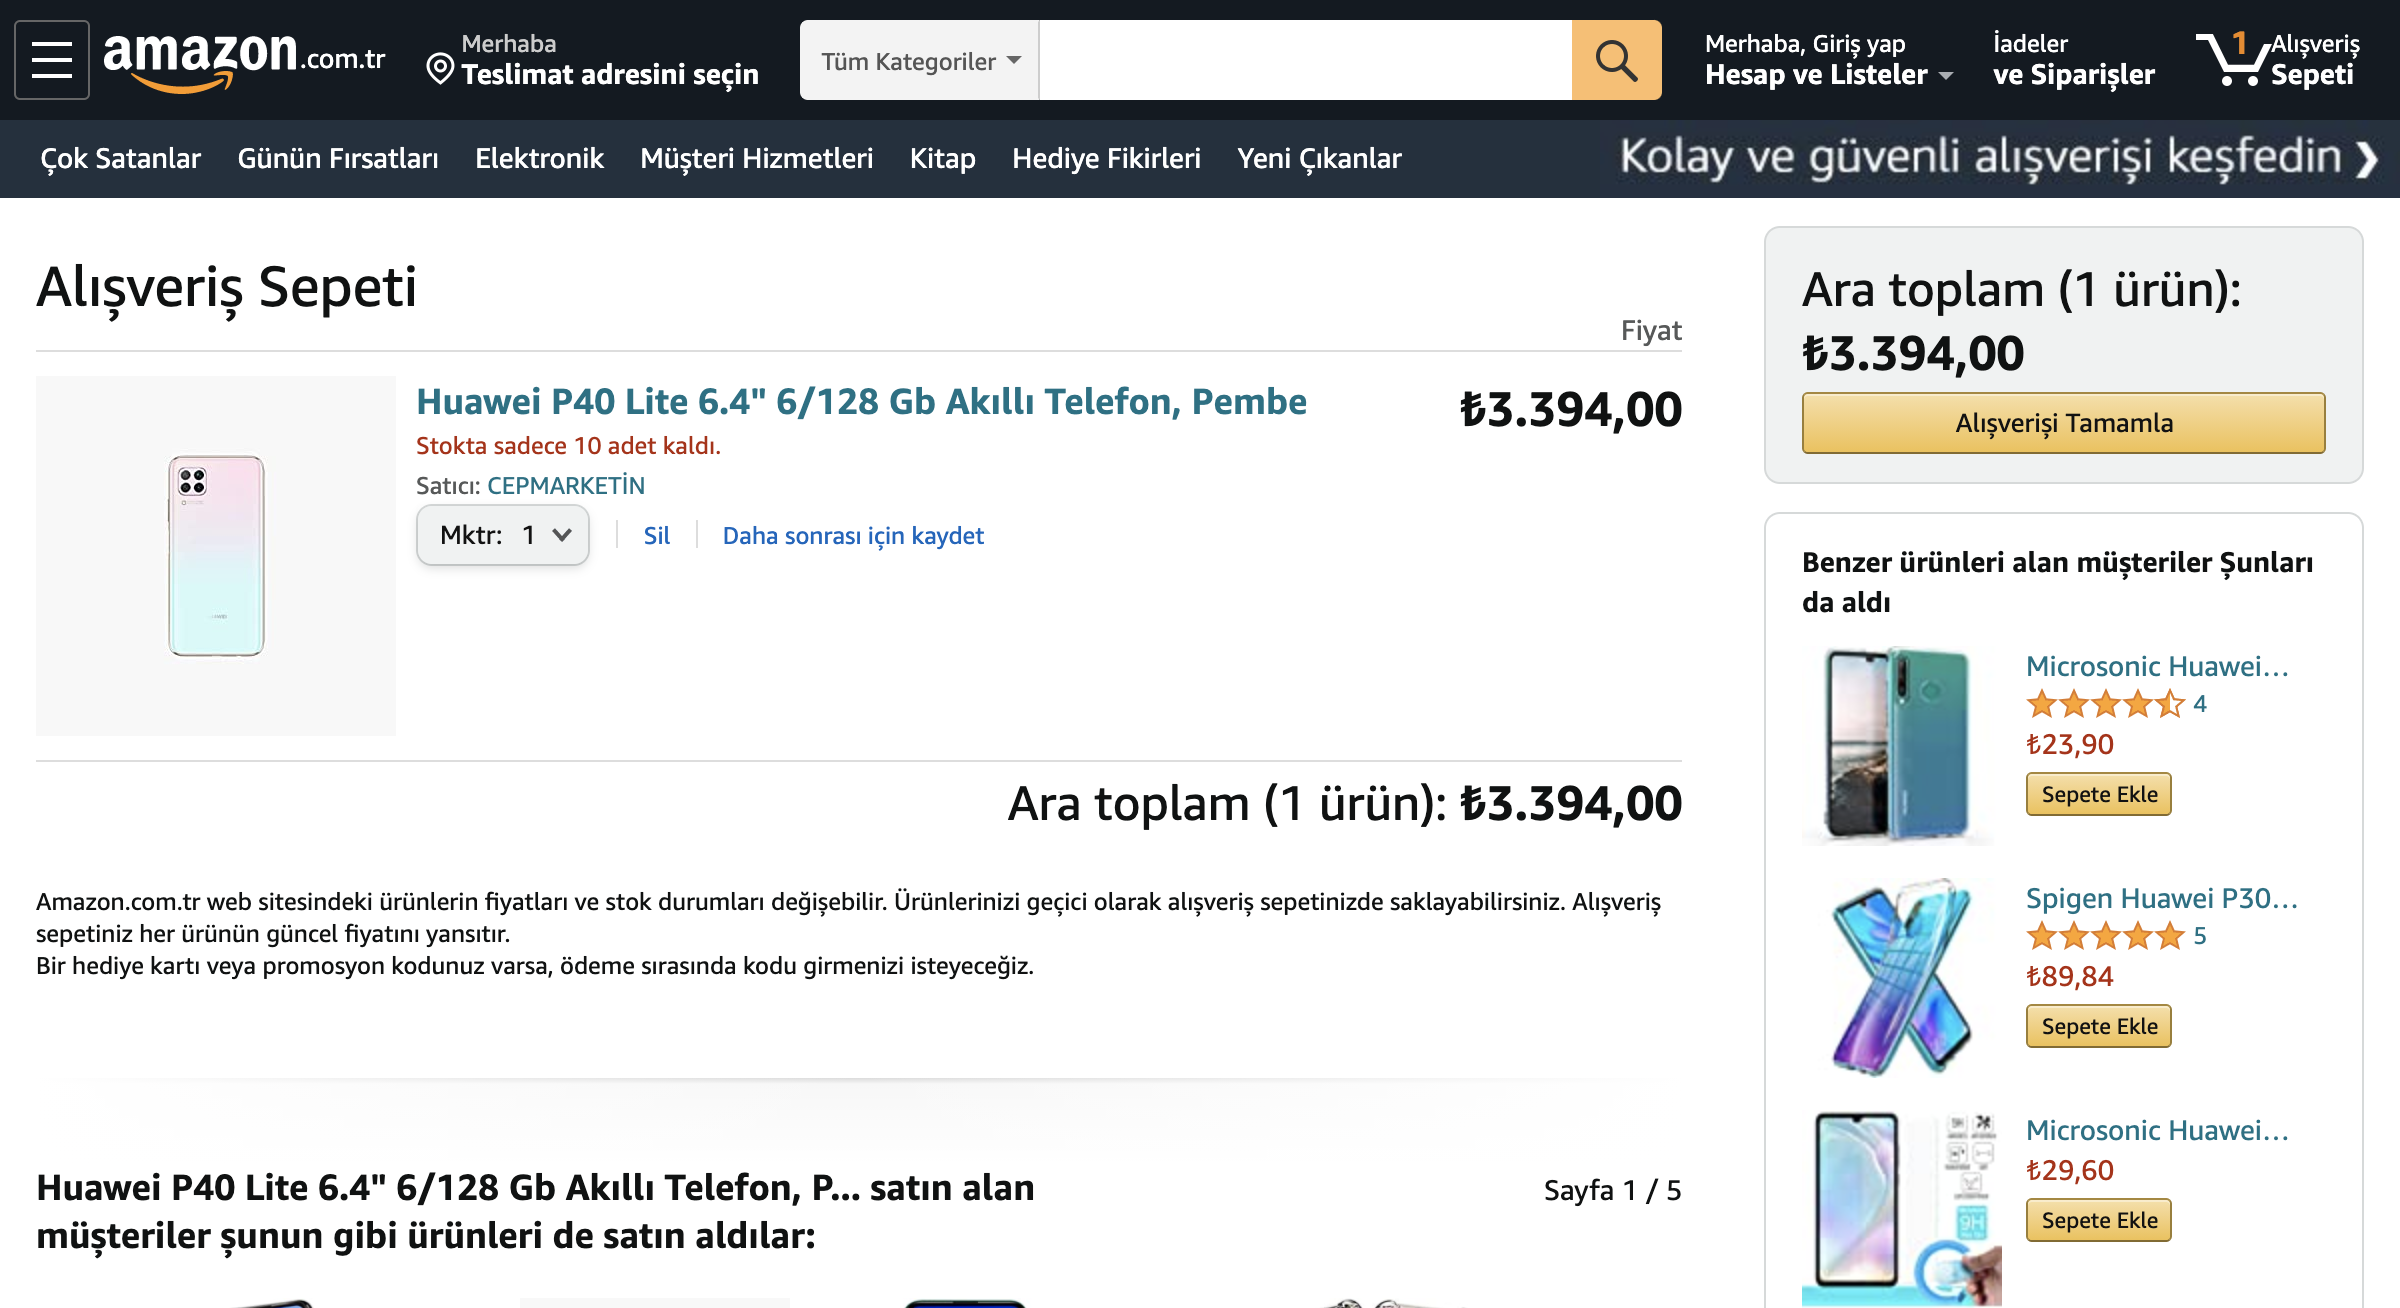 amazon.com.tr
Merhaba
Teslimat adresini seçin
Tüm Kategoriler
Merhaba, Giriş yap
Hesap ve Listeler
İadeler
ve Siparişler
1
Alışveriş
Sepeti
Çok Satanlar Günün Fırsatları Elektronik Müşteri Hizmetleri Kitap Hediye Fikirleri Yeni Çıkanlar
Kolay ve güvenli alışverişi keşfedin
Alışveriş Sepeti
Fiyat
Huawei P40 Lite 6.4" 6/128 Gb Akıllı Telefon, Pembe
₺3.394,00
Stokta sadece 10 adet kaldı.
Satıcı: CEPMARKETİN
Mktr: 1
Sil
Daha sonrası için kaydet
Ara toplam (1 ürün): ₺3.394,00
Amazon.com.tr web sitesindeki ürünlerin fiyatları ve stok durumları değişebilir. Ürünlerinizi geçici olarak alışveriş sepetinizde saklayabilirsiniz. Alışveriş
sepetiniz her ürünün güncel fiyatını yansıtır.
Bir hediye kartı veya promosyon kodunuz varsa, ödeme sırasında kodu girmenizi isteyeceğiz.
Huawei P40 Lite 6.4" 6/128 Gb Akıllı Telefon, P... satın alan
müşteriler şunun gibi ürünleri de satın aldılar:
Sayfa 1 / 5
Ara toplam (1 ürün):
₺3.394,00
Alışverişi Tamamla
Benzer ürünleri alan müşteriler Şunları
da aldı
Microsonic Huawei…
4
₺23,90
Sepete Ekle
Spigen Huawei P30…
5
₺89,84
Sepete Ekle
Microsonic Huawei…
₺29,60
Sepete Ekle
9H